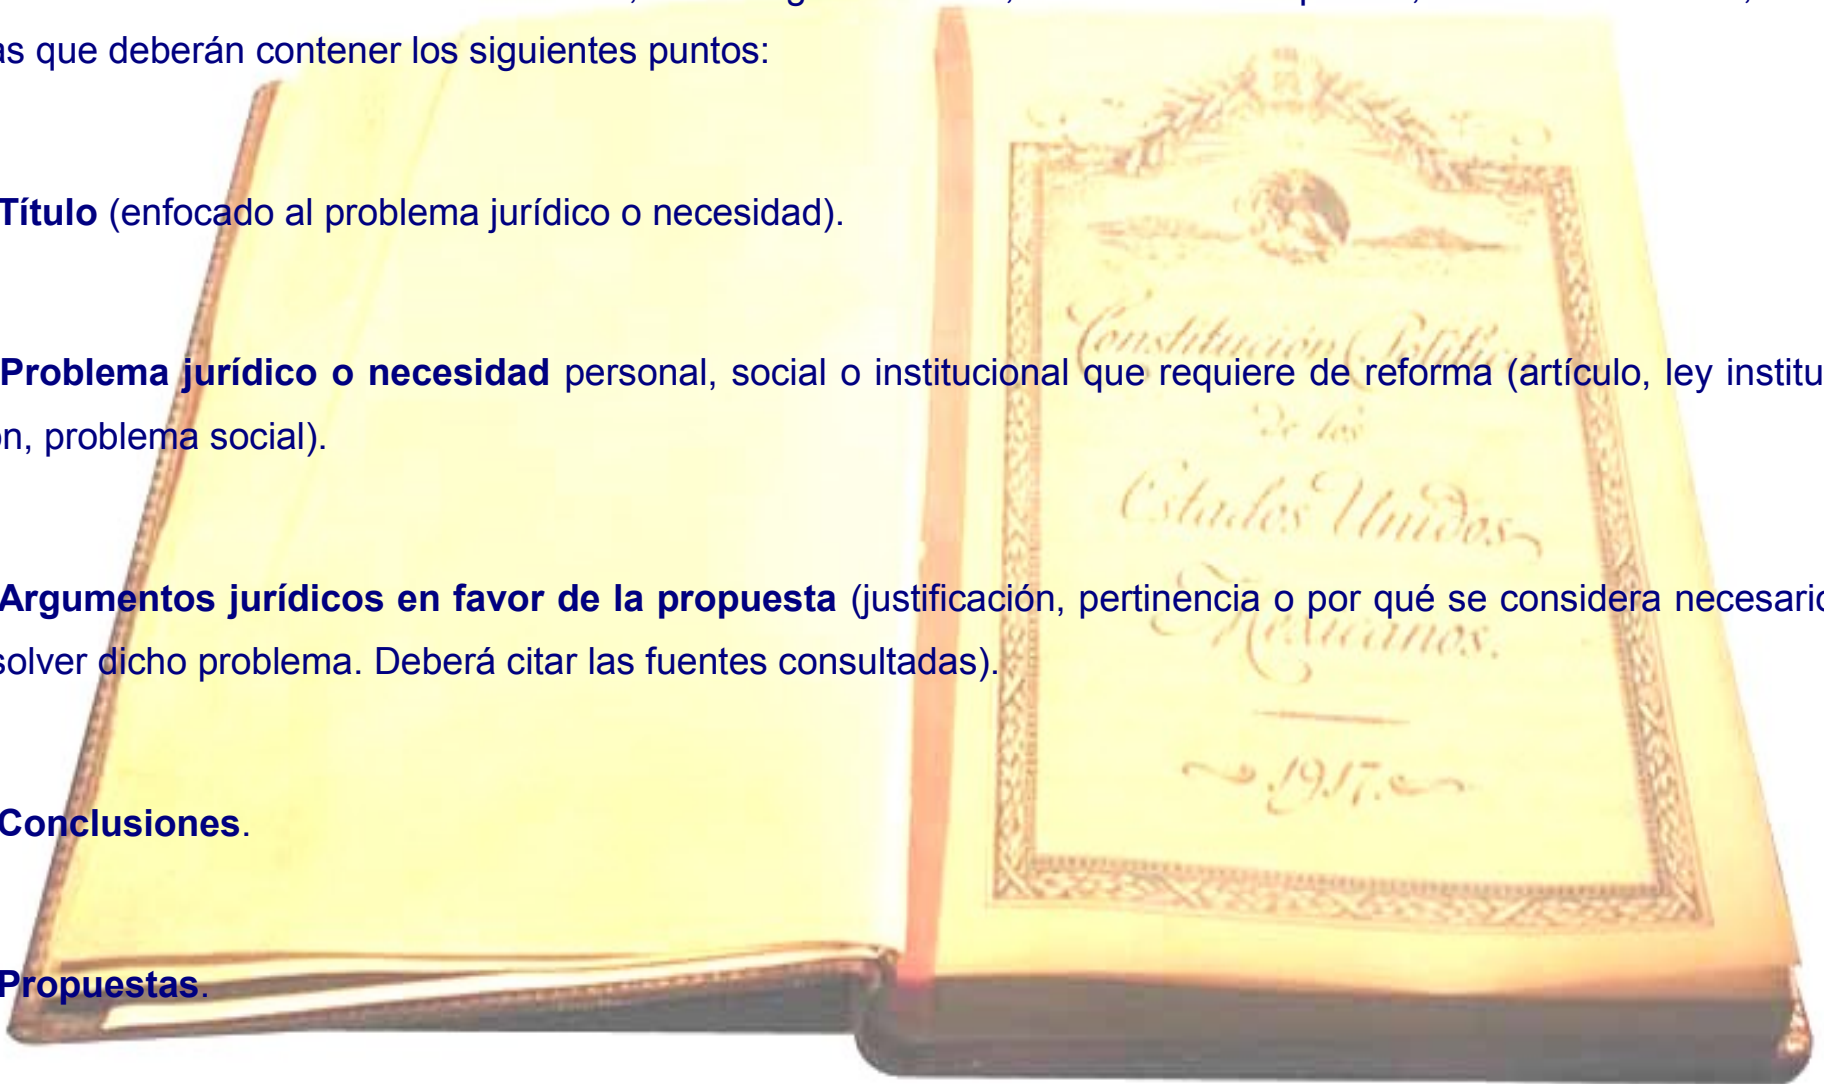 as que deberán contener los siguientes puntos:
Título (enfocado al problema jurídico o necesidad).
Problema jurídico o necesidad personal, social o institucional que requiere de reforma (artículo, ley institu
ón, problema social).
Argumentos jurídicos en favor de la propuesta (justificación, pertinencia o por qué se considera necesario
solver dicho problema. Deberá citar las fuentes consultadas).
Conclusiones.
Propuestas.
Constitución Política
de los
Estados Unidos
Mexicanos.
1917.